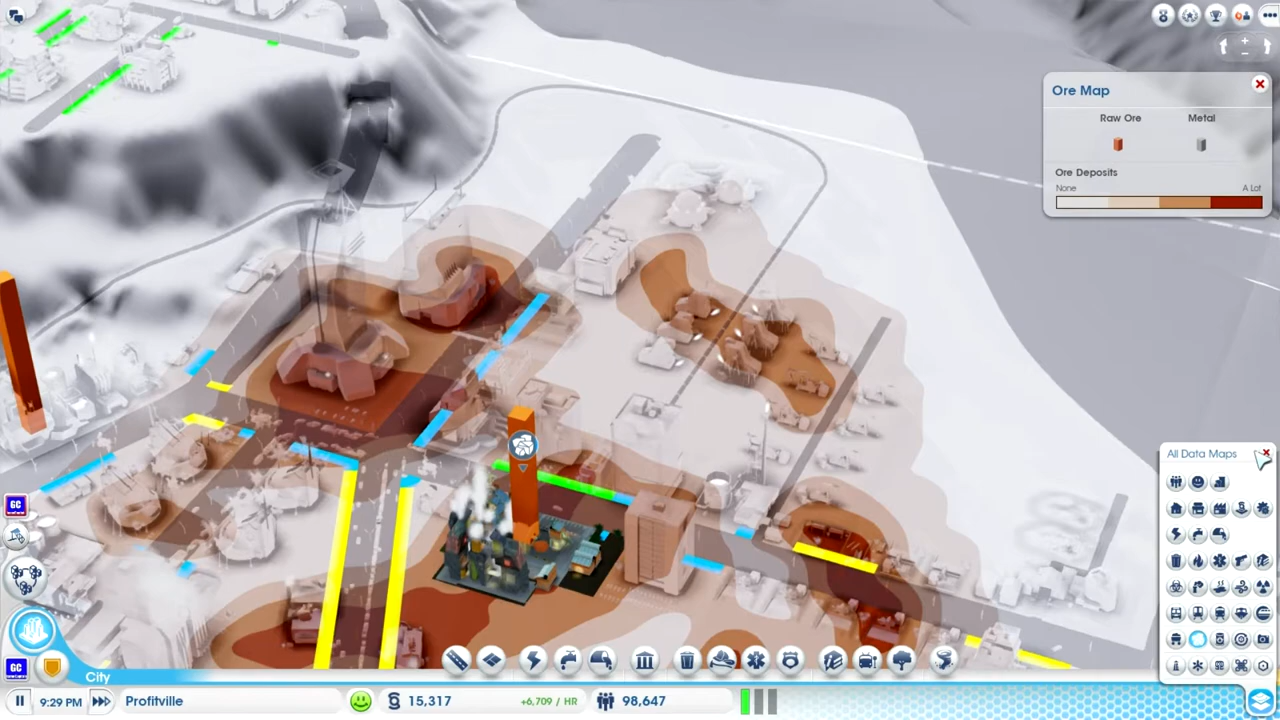 Ore Map
Raw Ore
Metal
Ore Deposits
None
A Lot
All Data Maps
GC
GC
City
9:29 PM
Profitville
15,317
+6,709 / HR
98,647